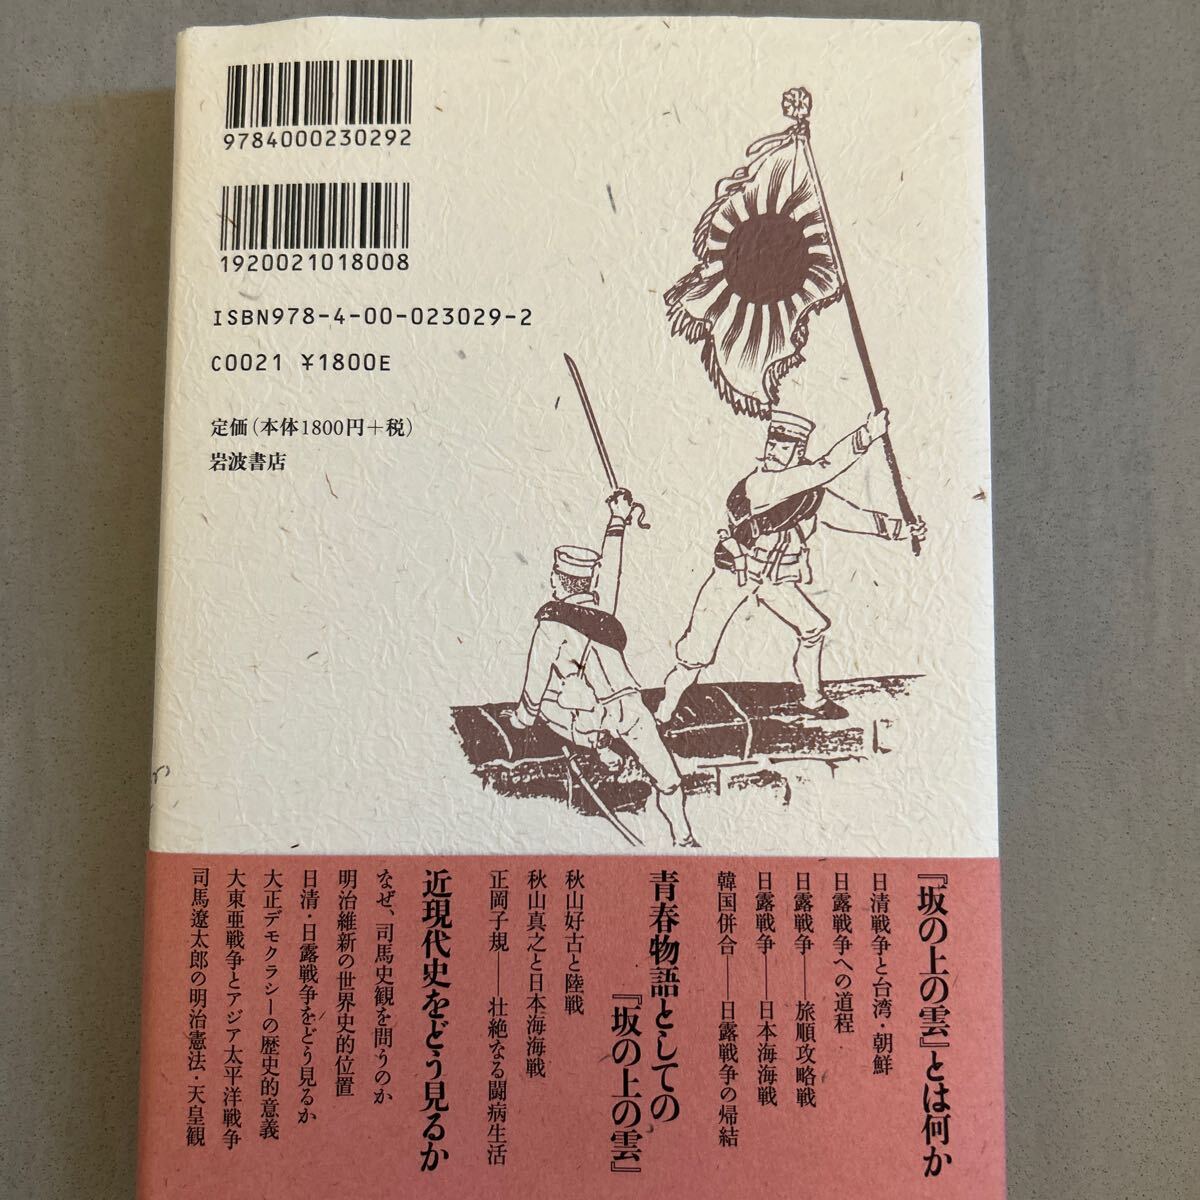 9784000230292
1920021018008
ISBN978-4-00-023029-2
C0021 ¥1800E
定価(本体1800円+税)
岩波書店
『坂の上の雲』とは何か
日清戦争と台湾・朝鮮
日露戦争への道程
日露戦争――旅順攻略戦
日露戦争――日本海海戦
韓国併合――日露戦争の帰結
青春物語としての
『坂の上の雲』
秋山好古と陸戦
秋山真之と日本海海戦
正岡子規――壮絶なる闘病生活
近現代史をどう見るか
なぜ、司馬史観を問うのか
明治維新の世界史的位置
日清・日露戦争をどう見るか
大正デモクラシーの歴史的意義
大東亜戦争とアジア太平洋戦争
司馬遼太郎の明治憲法・天皇観